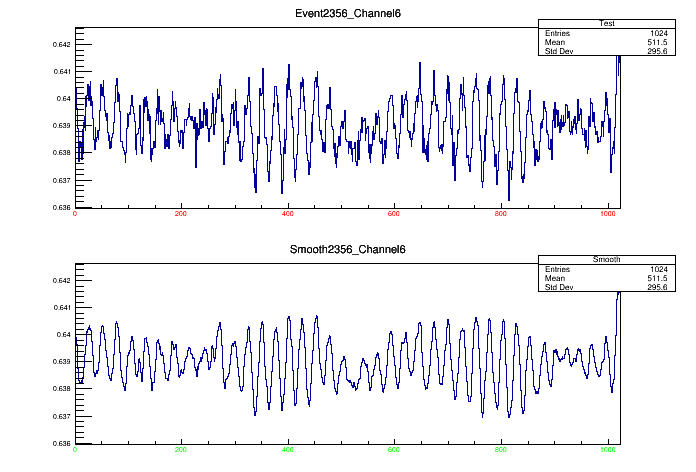 Event2356_Channel6
Test
Entries 1024
Mean 511.5
Std Dev 295.6
0.642
0.641
0.64
0.639
0.638
0.637
0.636
0 200 400 600 800 1000
Smooth2356_Channel6
Smooth
Entries 1024
Mean 511.5
Std Dev 295.6
0.642
0.641
0.64
0.639
0.638
0.637
0.636
0 200 400 600 800 1000